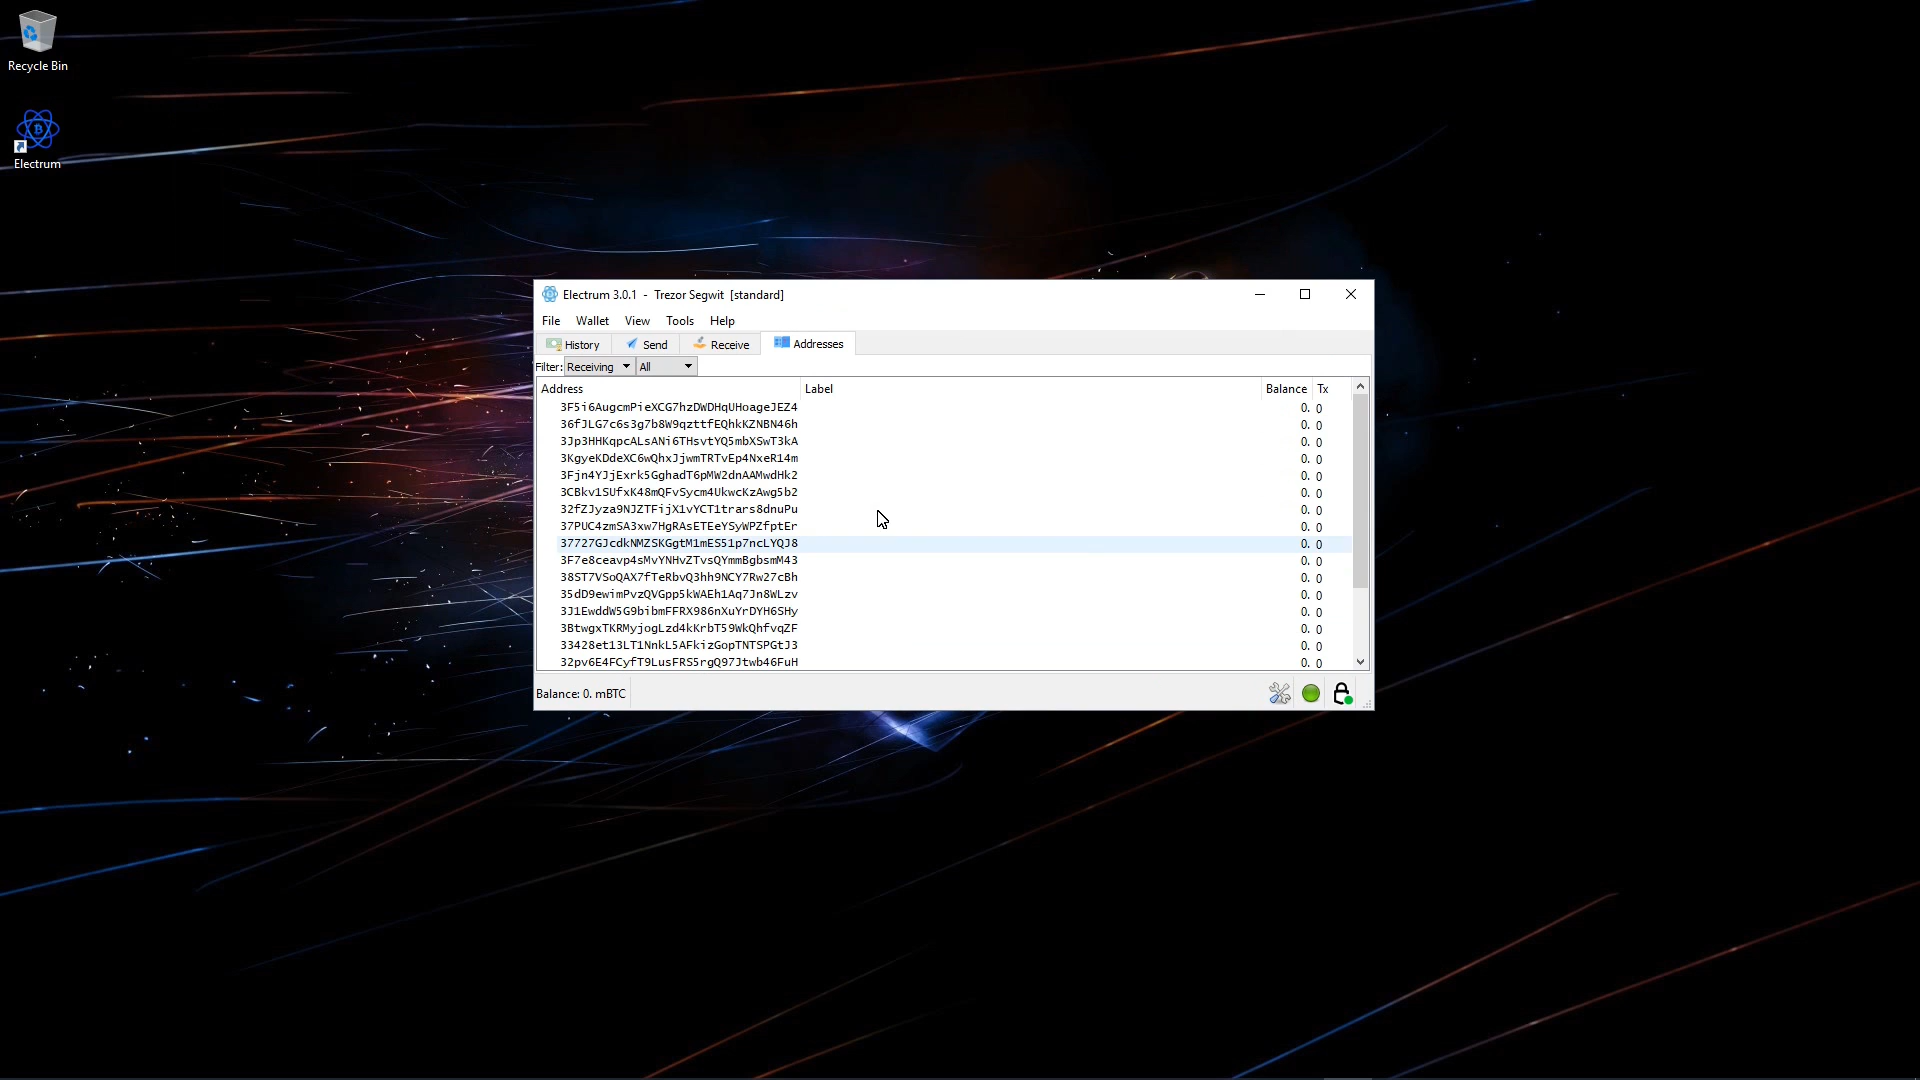 Recycle Bin
Electrum
Electrum 3.0.1 - Trezor Segwit [standard]
File Wallet View Tools Help
History Send Receive Addresses
Filter: Receiving All
Address Label Balance Tx
3F5i6AugcmPieXCG7hzDWDHqUHoageJEZ4 0. 0
36fJLG7c6s3g7b8W9qzttfEQhkKZNBN46h 0. 0
3Jp3HHKqpcALsANi6THsvtYQ5mbXSwT3kA 0. 0
3KgyeKDdeXC6wQhxJjwmTRTvEp4NxeR14m 0. 0
3Fjn4YJjExrk5GghadT6pMW2dnAAMwdHk2 0. 0
3CBkv1SUfxK48mQFvSycm4UkwcKzAwg5b2 0. 0
32fZJyza9NJZTFijX1vYCT1trars8dnuPu 0. 0
37PUC4zmSA3xw7HgRAsETEeYSyWPZfptEr 0. 0
37727GJcdkNMZSKGgtM1mES51p7ncLYQJ8 0. 0
3F7e8ceavp4sMvYNHvZTvsQYmmBgbsmM43 0. 0
38ST7VSoQAX7fTeRbvQ3hh9NCY7Rw27cBh 0. 0
35dD9ewimPvzQVGpp5kWAEh1Aq7Jn8WLzv 0. 0
3J1EwddW5G9bibmFFRX986nXuYrDYH6SHy 0. 0
3BtwgxTKRMyjogLzd4kKrbT59WkQhfvqZF 0. 0
33428et13LT1NnkL5AFkizGopTNTSPGtJ3 0. 0
32pv6E4FCyfT9LusFRS5rgQ97Jtwb46FuH 0. 0
Balance: 0. mBTC